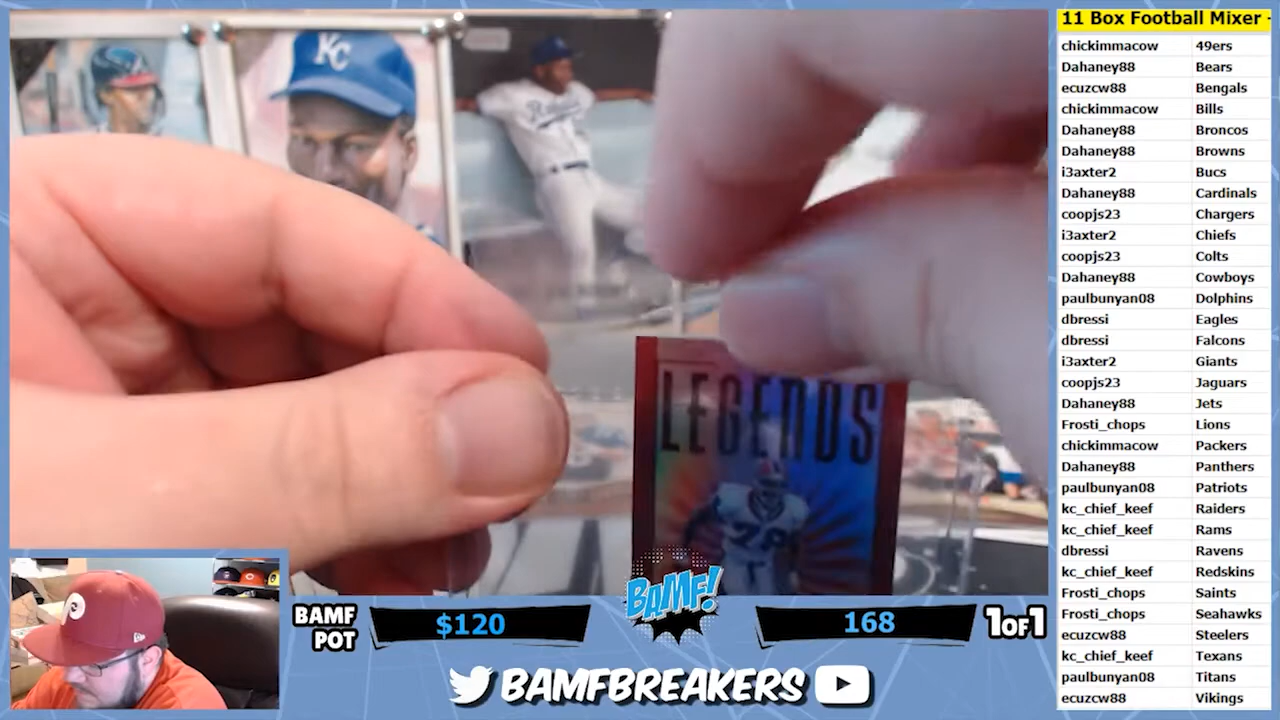 11 Box Football Mixer -
chickimmacow 49ers
Dahaney88 Bears
ecuzcw88 Bengals
chickimmacow Bills
Dahaney88 Broncos
Dahaney88 Browns
i3axter2 Bucs
Dahaney88 Cardinals
coopjs23 Chargers
i3axter2 Chiefs
coopjs23 Colts
Dahaney88 Cowboys
paulbunyan08 Dolphins
dbressi Eagles
dbressi Falcons
i3axter2 Giants
coopjs23 Jaguars
Dahaney88 Jets
Frosti_chops Lions
chickimmacow Packers
Dahaney88 Panthers
paulbunyan08 Patriots
kc_chief_keef Raiders
kc_chief_keef Rams
dbressi Ravens
kc_chief_keef Redskins
Frosti_chops Saints
Frosti_chops Seahawks
ecuzcw88 Steelers
kc_chief_keef Texans
paulbunyan08 Titans
ecuzcw88 Vikings
KC
Royals
LEGENDS
78
BAMF!
BAMF POT
$120
168
1OF1
BAMFBREAKERS